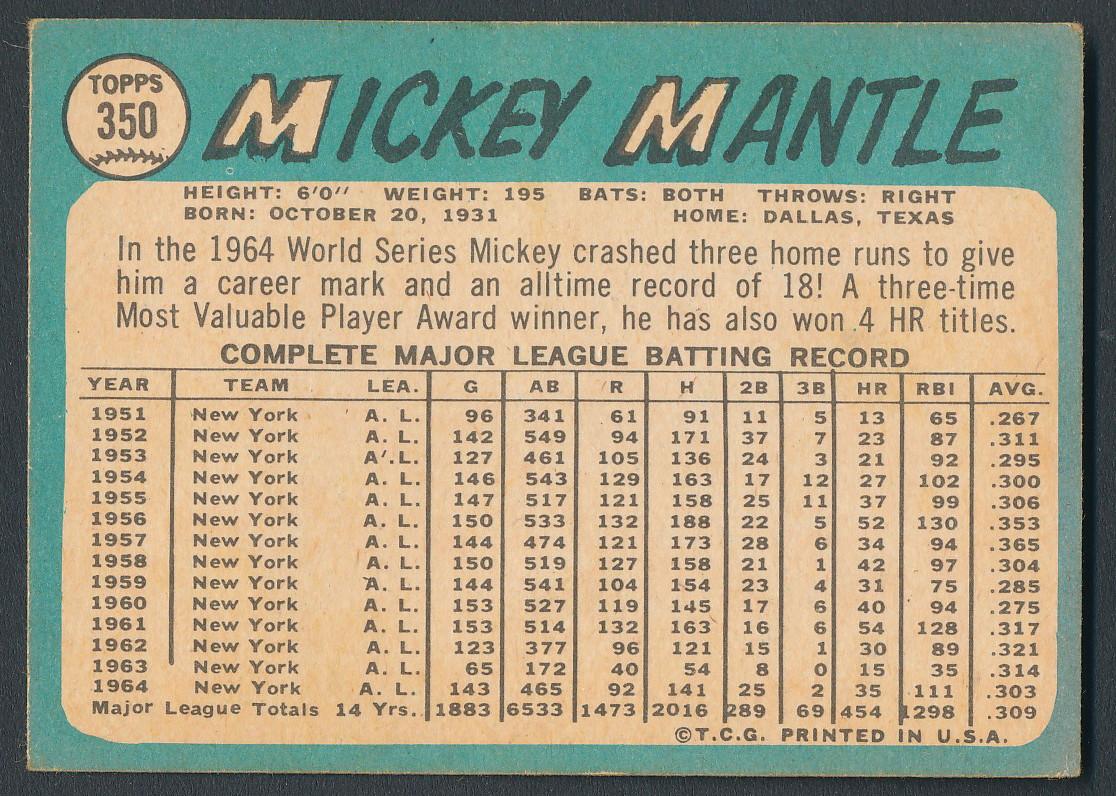 TOPPS
350
MICKEY MANTLE
HEIGHT: 6'0" WEIGHT: 195 BATS: BOTH THROWS: RIGHT
BORN: OCTOBER 20, 1931 HOME: DALLAS, TEXAS
In the 1964 World Series Mickey crashed three home runs to give
him a career mark and an alltime record of 18! A three-time
Most Valuable Player Award winner, he has also won 4 HR titles.
COMPLETE MAJOR LEAGUE BATTING RECORD
YEAR TEAM LEA. G AB R H 2B 3B HR RBI AVG.
1951 New York A. L. 96 341 61 91 11 5 13 65 .267
1952 New York A. L. 142 549 94 171 37 7 23 87 .311
1953 New York A. L. 127 461 105 136 24 3 21 92 .295
1954 New York A. L. 146 543 129 163 17 12 27 102 .300
1955 New York A. L. 147 517 121 158 25 11 37 99 .306
1956 New York A. L. 150 533 132 188 22 5 52 130 .353
1957 New York A. L. 144 474 121 173 28 6 34 94 .365
1958 New York A. L. 150 519 127 158 21 1 42 97 .304
1959 New York A. L. 144 541 104 154 23 4 31 75 .285
1960 New York A. L. 153 527 119 145 17 6 40 94 .275
1961 New York A. L. 153 514 132 163 16 6 54 128 .317
1962 New York A. L. 123 377 96 121 15 1 30 89 .321
1963 New York A. L. 65 172 40 54 8 0 15 35 .314
1964 New York A. L. 143 465 92 141 25 2 35 111 .303
Major League Totals 14 Yrs.. 1883 6533 1473 2016 289 69 454 1298 .309
©T.C.G. PRINTED IN U.S.A.